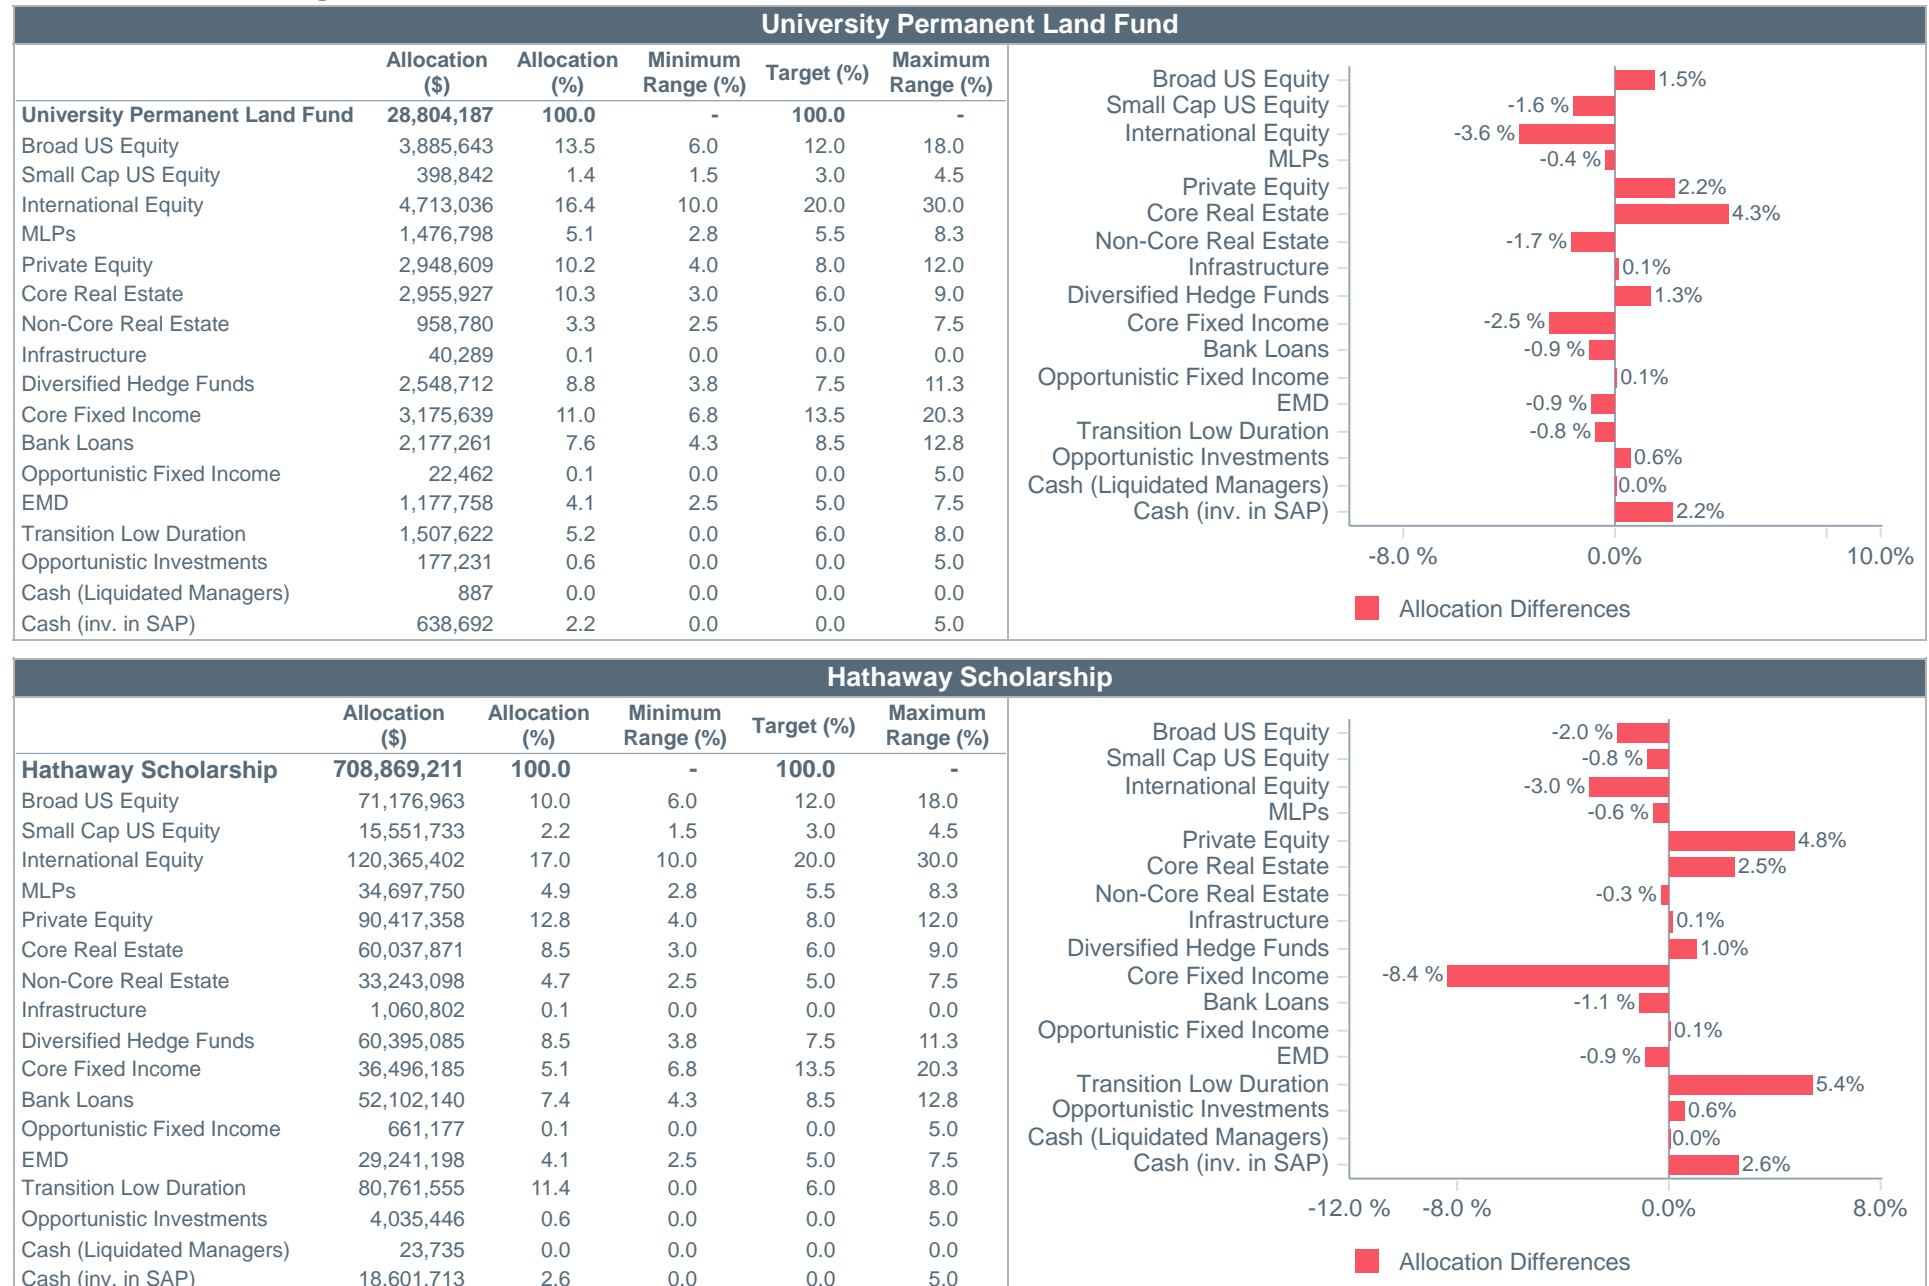 University Permanent Land Fund
Allocation ($) Allocation (%) Minimum Range (%) Target (%) Maximum Range (%)
University Permanent Land Fund 28,804,187 100.0 - 100.0 -
Broad US Equity 3,885,643 13.5 6.0 12.0 18.0
Small Cap US Equity 398,842 1.4 1.5 3.0 4.5
International Equity 4,713,036 16.4 10.0 20.0 30.0
MLPs 1,476,798 5.1 2.8 5.5 8.3
Private Equity 2,948,609 10.2 4.0 8.0 12.0
Core Real Estate 2,955,927 10.3 3.0 6.0 9.0
Non-Core Real Estate 958,780 3.3 2.5 5.0 7.5
Infrastructure 40,289 0.1 0.0 0.0 0.0
Diversified Hedge Funds 2,548,712 8.8 3.8 7.5 11.3
Core Fixed Income 3,175,639 11.0 6.8 13.5 20.3
Bank Loans 2,177,261 7.6 4.3 8.5 12.8
Opportunistic Fixed Income 22,462 0.1 0.0 0.0 5.0
EMD 1,177,758 4.1 2.5 5.0 7.5
Transition Low Duration 1,507,622 5.2 0.0 6.0 8.0
Opportunistic Investments 177,231 0.6 0.0 0.0 5.0
Cash (Liquidated Managers) 887 0.0 0.0 0.0 0.0
Cash (inv. in SAP) 638,692 2.2 0.0 0.0 5.0
Broad US Equity 1.5%
Small Cap US Equity -1.6 %
International Equity -3.6 %
MLPs -0.4 %
Private Equity 2.2%
Core Real Estate 4.3%
Non-Core Real Estate -1.7 %
Infrastructure 0.1%
Diversified Hedge Funds 1.3%
Core Fixed Income -2.5 %
Bank Loans -0.9 %
Opportunistic Fixed Income 0.1%
EMD -0.9 %
Transition Low Duration -0.8 %
Opportunistic Investments 0.6%
Cash (Liquidated Managers) 0.0%
Cash (inv. in SAP) 2.2%
-8.0 % 0.0% 10.0%
Allocation Differences
Hathaway Scholarship
Allocation ($) Allocation (%) Minimum Range (%) Target (%) Maximum Range (%)
Hathaway Scholarship 708,869,211 100.0 - 100.0 -
Broad US Equity 71,176,963 10.0 6.0 12.0 18.0
Small Cap US Equity 15,551,733 2.2 1.5 3.0 4.5
International Equity 120,365,402 17.0 10.0 20.0 30.0
MLPs 34,697,750 4.9 2.8 5.5 8.3
Private Equity 90,417,358 12.8 4.0 8.0 12.0
Core Real Estate 60,037,871 8.5 3.0 6.0 9.0
Non-Core Real Estate 33,243,098 4.7 2.5 5.0 7.5
Infrastructure 1,060,802 0.1 0.0 0.0 0.0
Diversified Hedge Funds 60,395,085 8.5 3.8 7.5 11.3
Core Fixed Income 36,496,185 5.1 6.8 13.5 20.3
Bank Loans 52,102,140 7.4 4.3 8.5 12.8
Opportunistic Fixed Income 661,177 0.1 0.0 0.0 5.0
EMD 29,241,198 4.1 2.5 5.0 7.5
Transition Low Duration 80,761,555 11.4 0.0 6.0 8.0
Opportunistic Investments 4,035,446 0.6 0.0 0.0 5.0
Cash (Liquidated Managers) 23,735 0.0 0.0 0.0 0.0
Cash (inv. in SAP) 18,601,713 2.6 0.0 0.0 5.0
Broad US Equity -2.0 %
Small Cap US Equity -0.8 %
International Equity -3.0 %
MLPs -0.6 %
Private Equity 4.8%
Core Real Estate 2.5%
Non-Core Real Estate -0.3 %
Infrastructure 0.1%
Diversified Hedge Funds 1.0%
Core Fixed Income -8.4 %
Bank Loans -1.1 %
Opportunistic Fixed Income 0.1%
EMD -0.9 %
Transition Low Duration 5.4%
Opportunistic Investments 0.6%
Cash (Liquidated Managers) 0.0%
Cash (inv. in SAP) 2.6%
-12.0 % -8.0 % 0.0% 8.0%
Allocation Differences